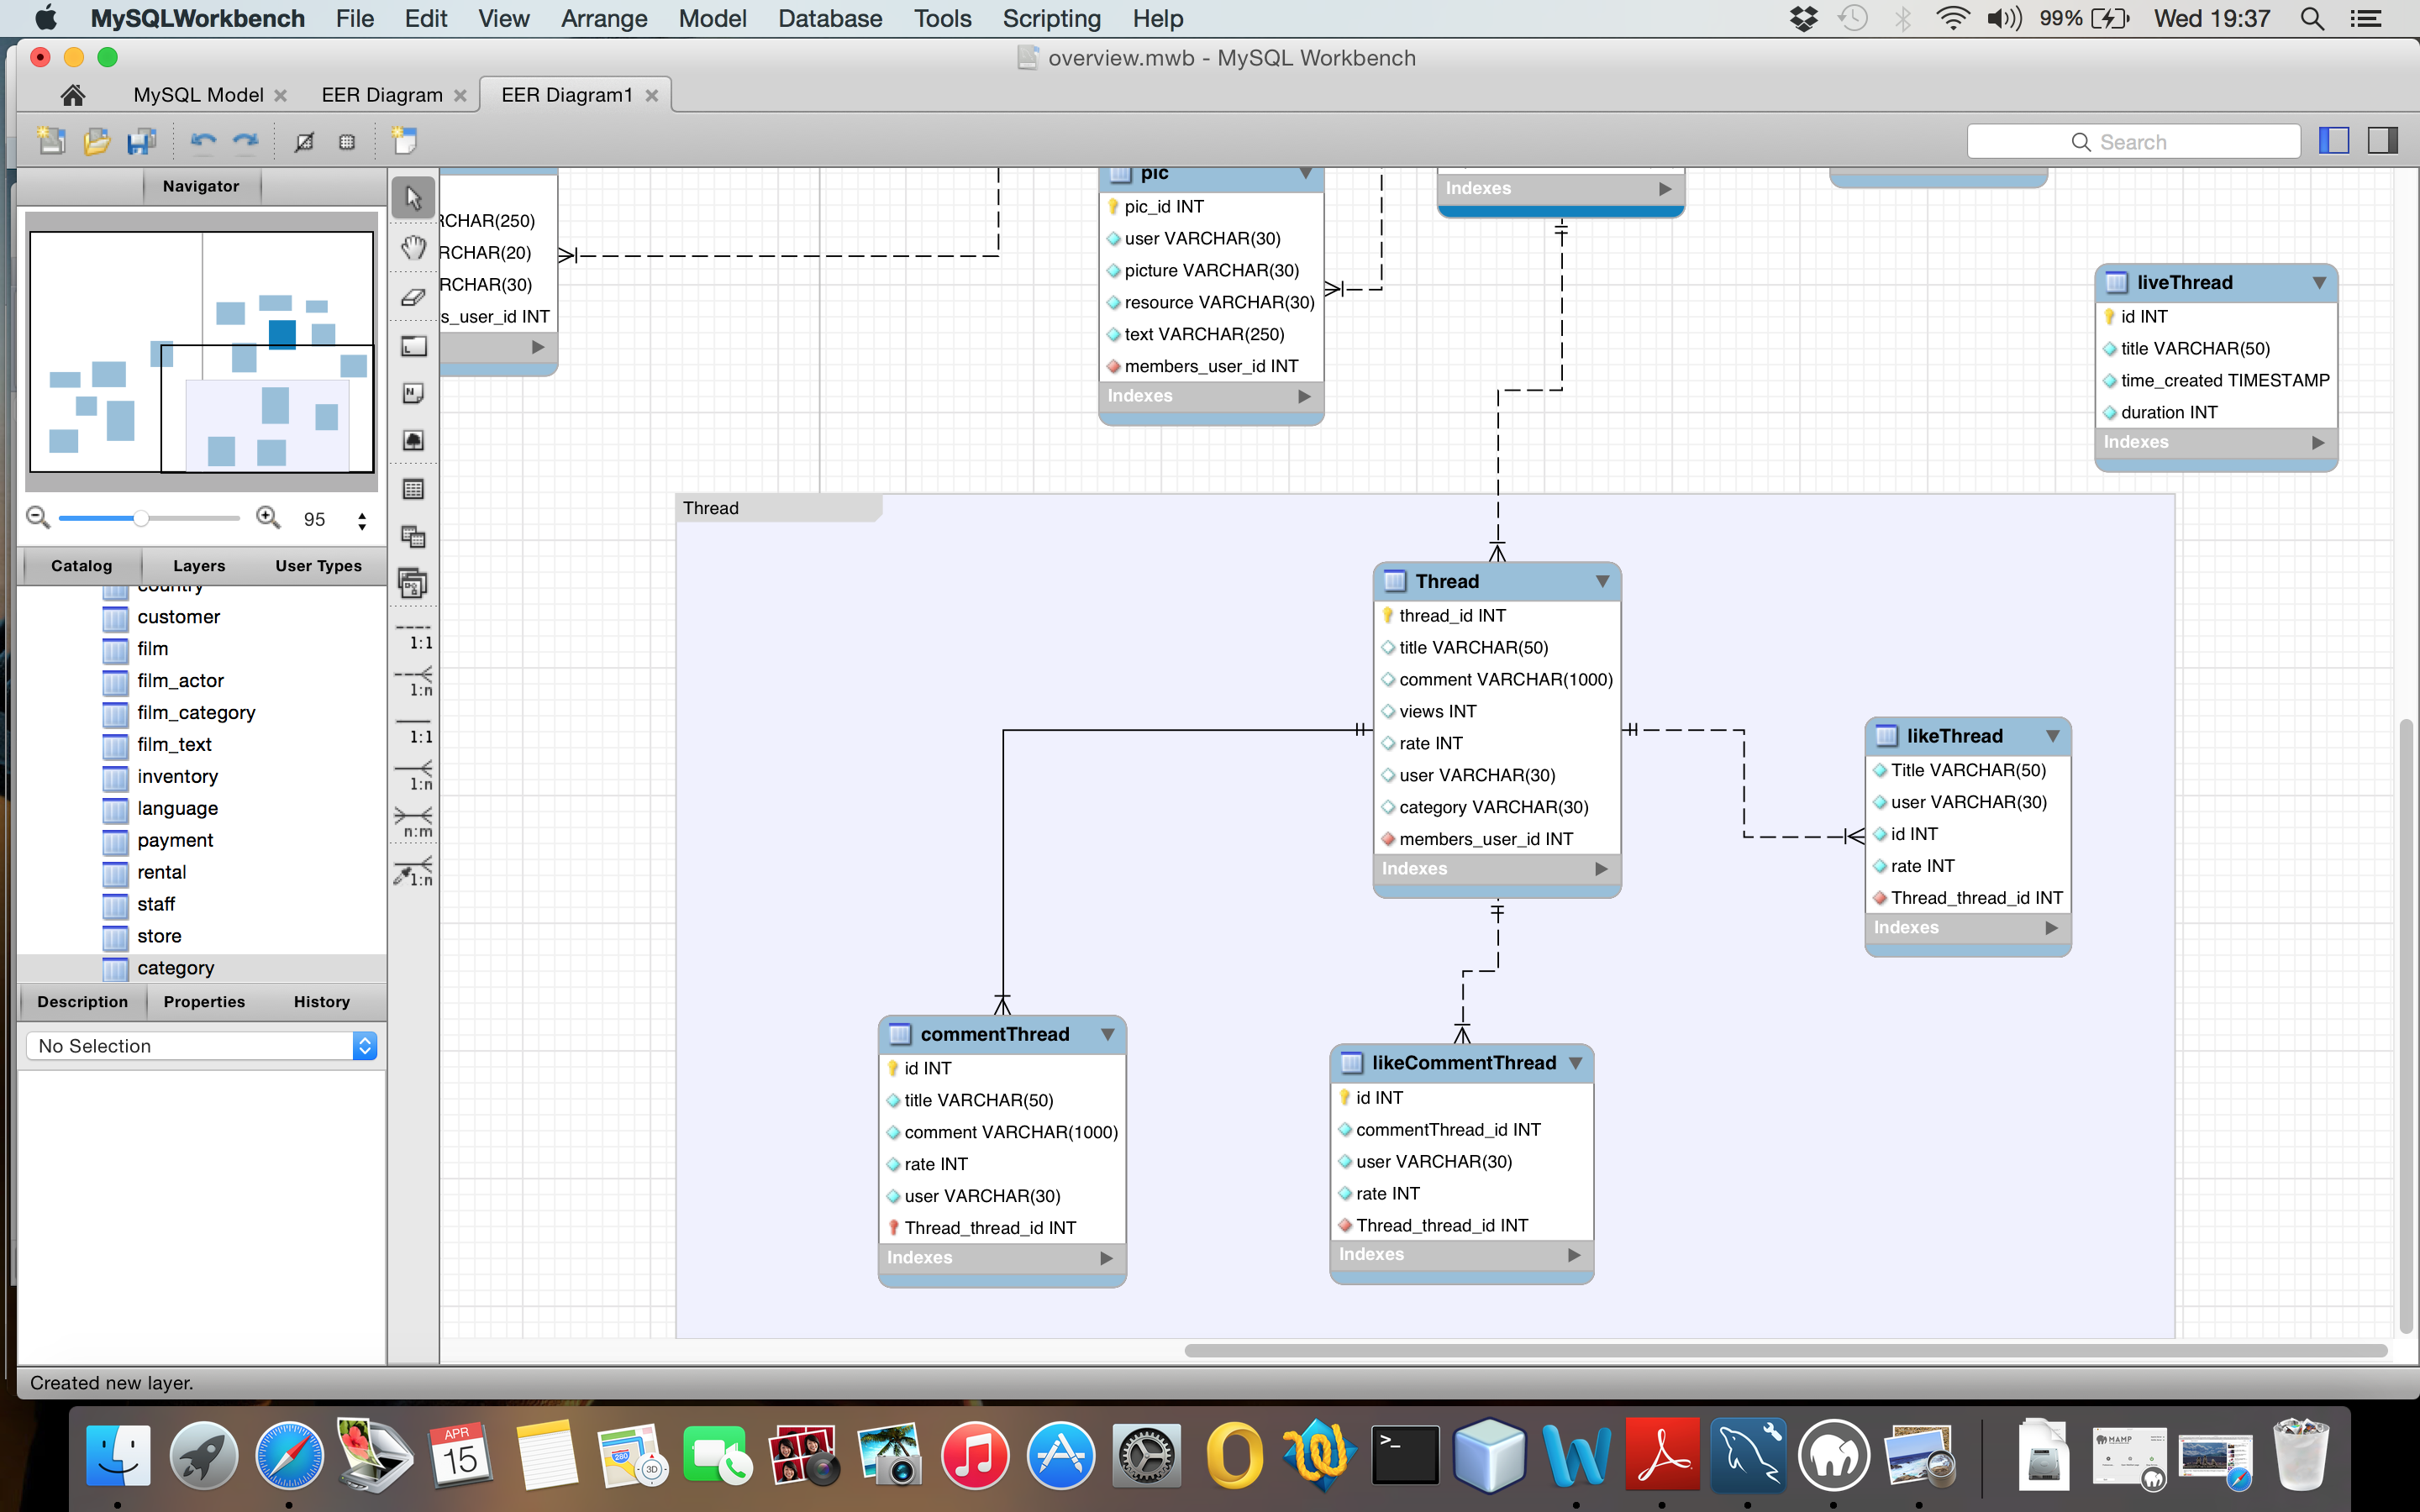 MySQLWorkbench File Edit View Arrange Model Database Tools Scripting Help 99% Wed 19:37
overview.mwb - MySQL Workbench
MySQL Model EER Diagram EER Diagram1
Search
Navigator
95
Catalog Layers User Types
country
customer
film
film_actor
film_category
film_text
inventory
language
payment
rental
staff
store
category
Description Properties History
No Selection
L
N
1:1
1:n
1:1
1:n
n:m
1:n
RCHAR(250)
RCHAR(20)
RCHAR(30)
s_user_id INT
pic
pic_id INT
user VARCHAR(30)
picture VARCHAR(30)
resource VARCHAR(30)
text VARCHAR(250)
members_user_id INT
Indexes
Indexes
liveThread
id INT
title VARCHAR(50)
time_created TIMESTAMP
duration INT
Indexes
Thread
Thread
thread_id INT
title VARCHAR(50)
comment VARCHAR(1000)
views INT
rate INT
user VARCHAR(30)
category VARCHAR(30)
members_user_id INT
Indexes
likeThread
Title VARCHAR(50)
user VARCHAR(30)
id INT
rate INT
Thread_thread_id INT
Indexes
commentThread
id INT
title VARCHAR(50)
comment VARCHAR(1000)
rate INT
user VARCHAR(30)
Thread_thread_id INT
Indexes
likeCommentThread
id INT
commentThread_id INT
user VARCHAR(30)
rate INT
Thread_thread_id INT
Indexes
Created new layer.
APR
15
280
3D
>_
MAMP